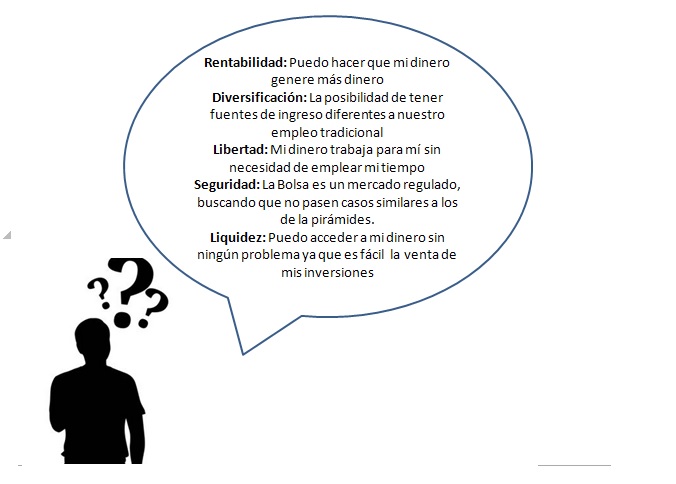 Rentabilidad: Puedo hacer que mi dinero
genere más dinero
Diversificación: La posibilidad de tener
fuentes de ingreso diferentes a nuestro
empleo tradicional
Libertad: Mi dinero trabaja para mí sin
necesidad de emplear mi tiempo
Seguridad: La Bolsa es un mercado regulado,
buscando que no pasen casos similares a los
de la pirámides.
Liquidez: Puedo acceder a mi dinero sin
ningún problema ya que es fácil la venta de
mis inversiones
? ? ?